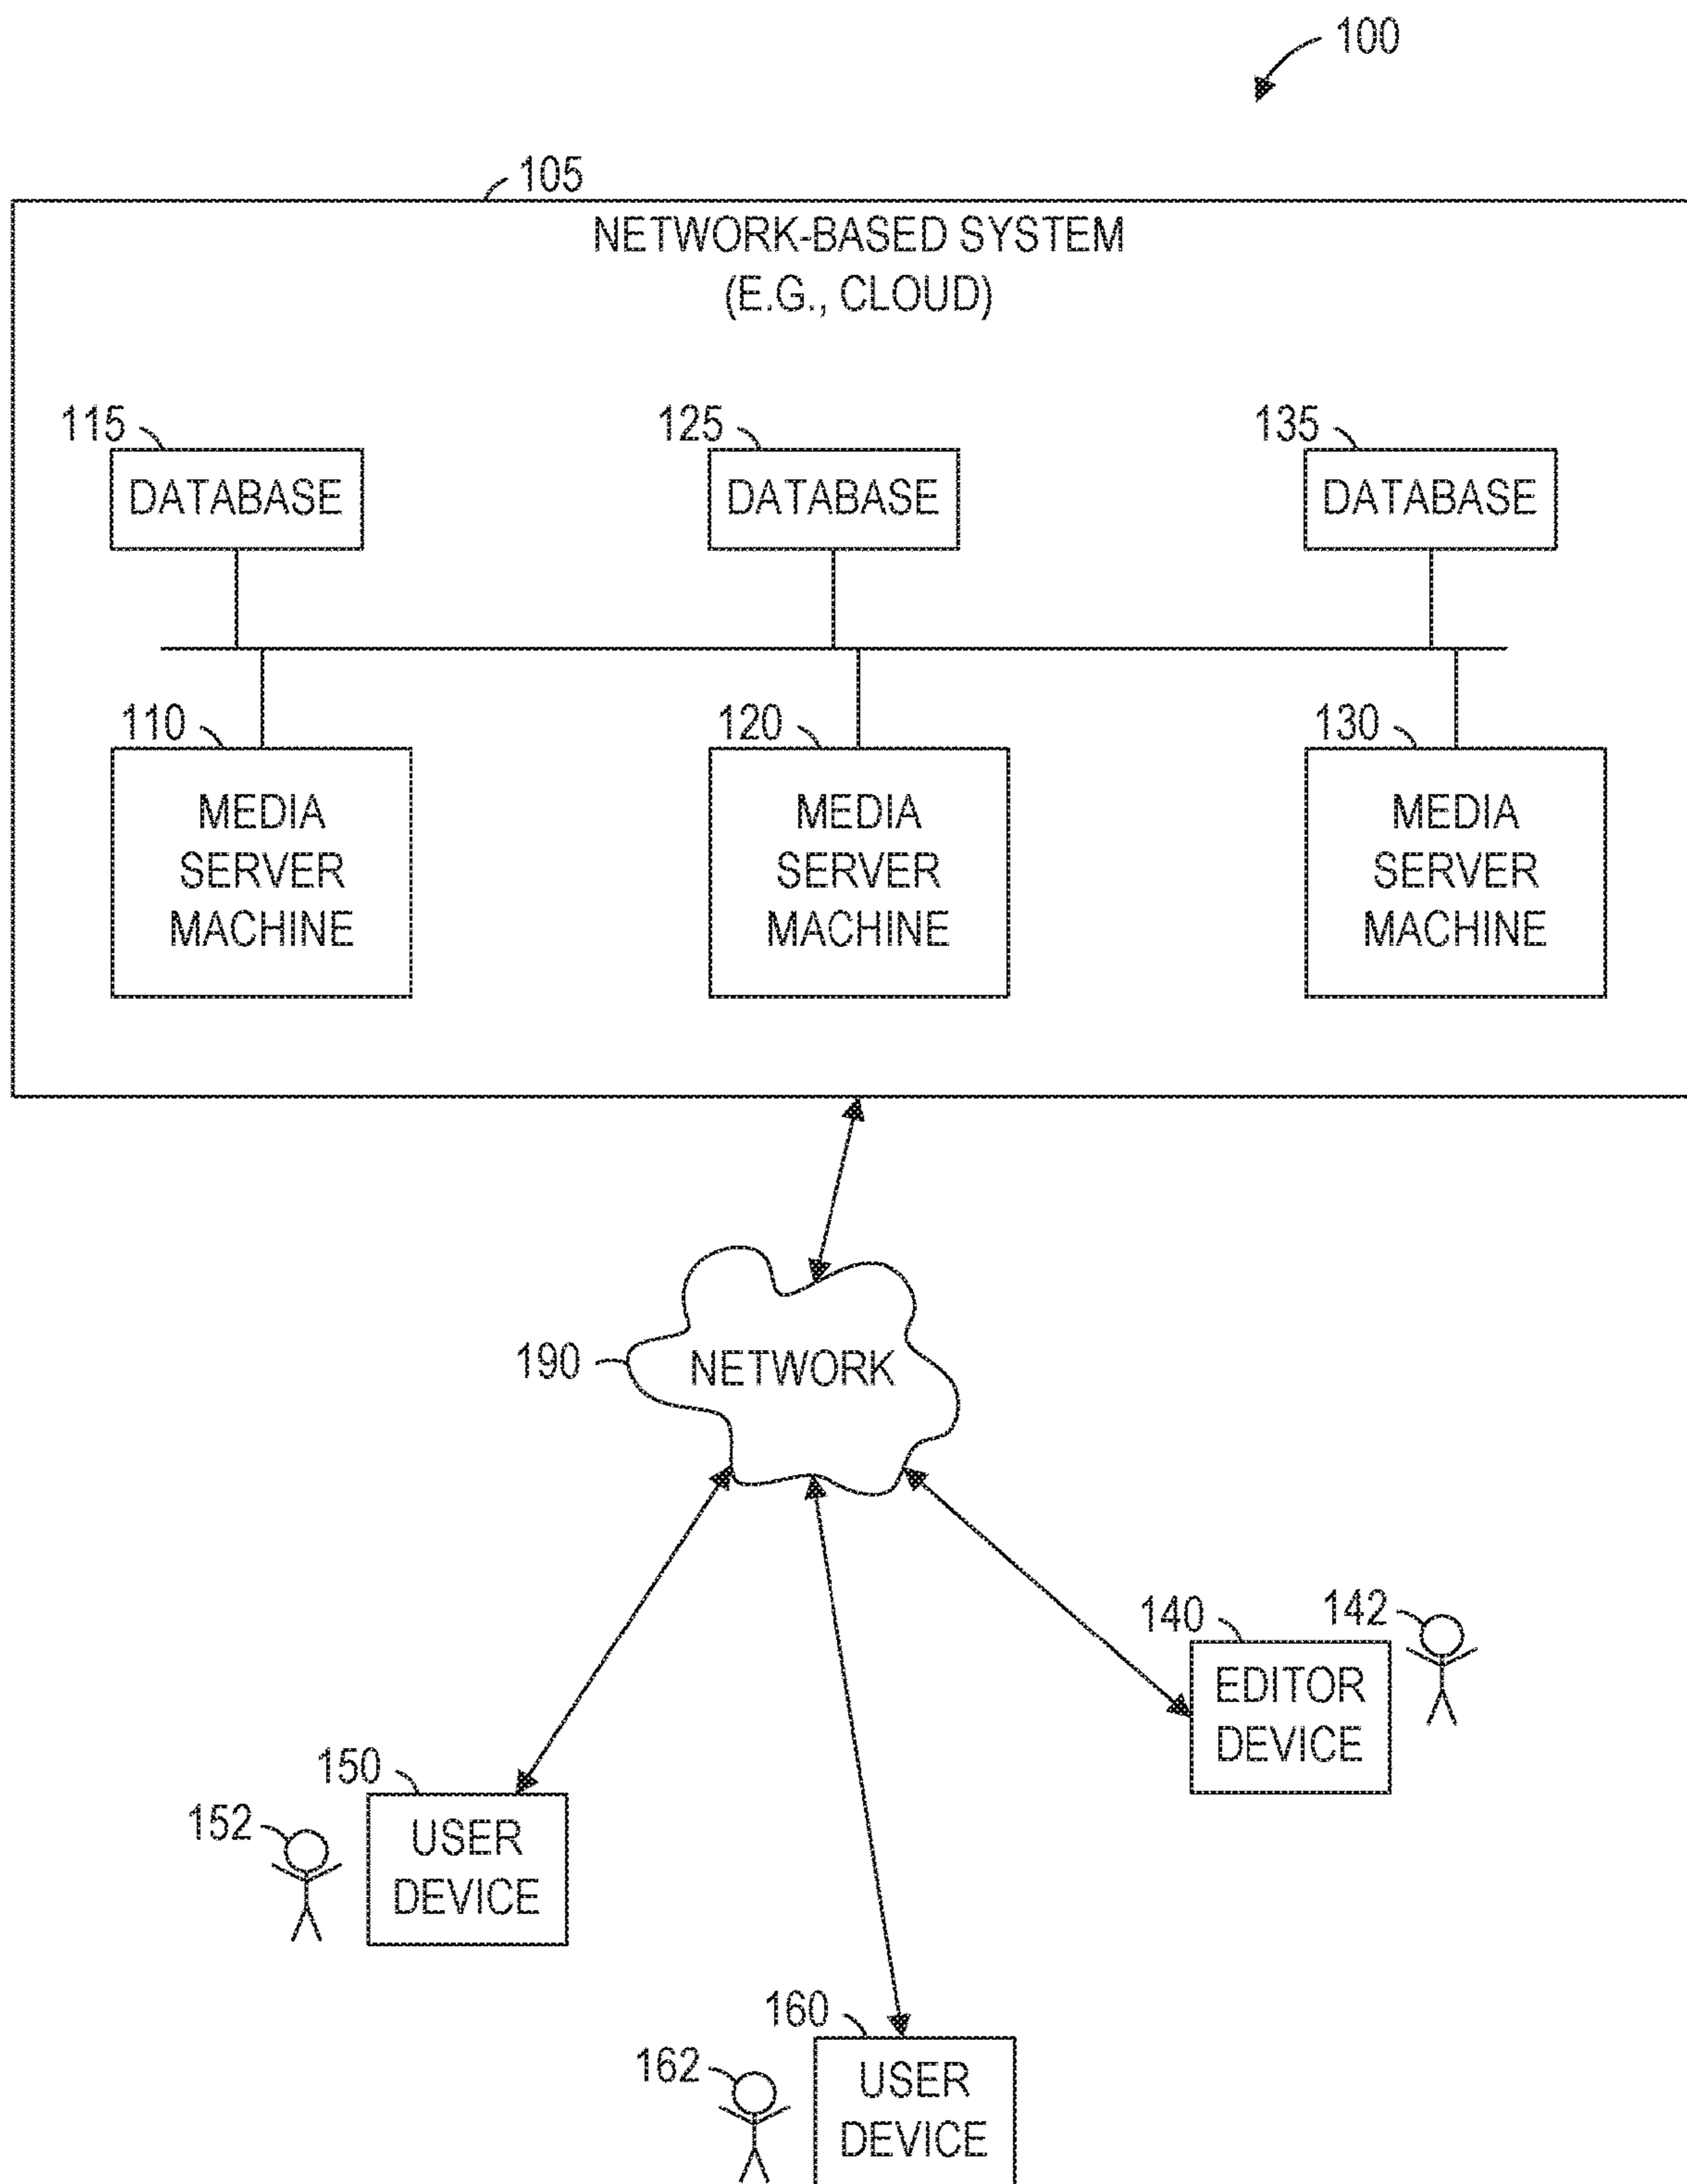 100
105
NETWORK-BASED SYSTEM
(E.G., CLOUD)
115
125
135
DATABASE
DATABASE
DATABASE
110
120
130
MEDIA
SERVER
MACHINE
MEDIA
SERVER
MACHINE
MEDIA
SERVER
MACHINE
190
NETWORK
140
142
EDITOR
DEVICE
150
152
USER
DEVICE
160
162
USER
DEVICE